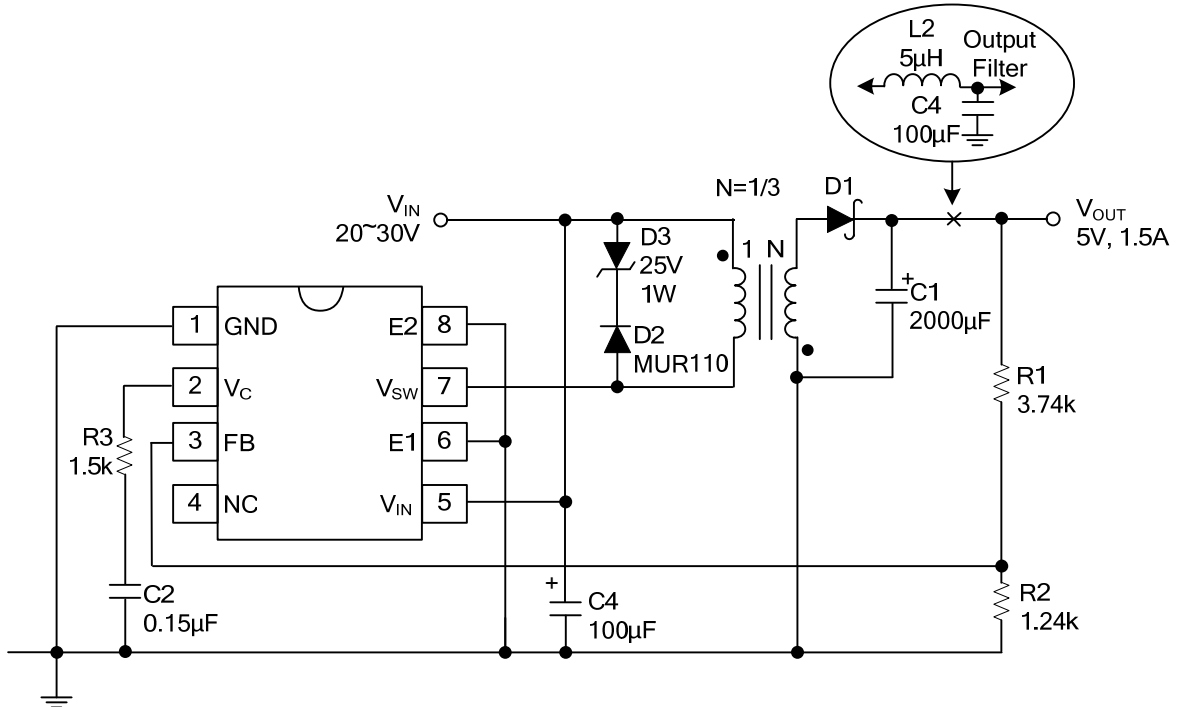 L2
5µH
Output
Filter
C4
100µF
N=1/3
D1
VIN
20~30V
VOUT
5V, 1.5A
D3
25V
1W
1 N
C1
2000µF
+
D2
MUR110
1
GND
E2
8
2
VC
VSW
7
3
FB
E1
6
4
NC
VIN
5
R3
1.5k
R1
3.74k
C2
0.15µF
+
C4
100µF
R2
1.24k